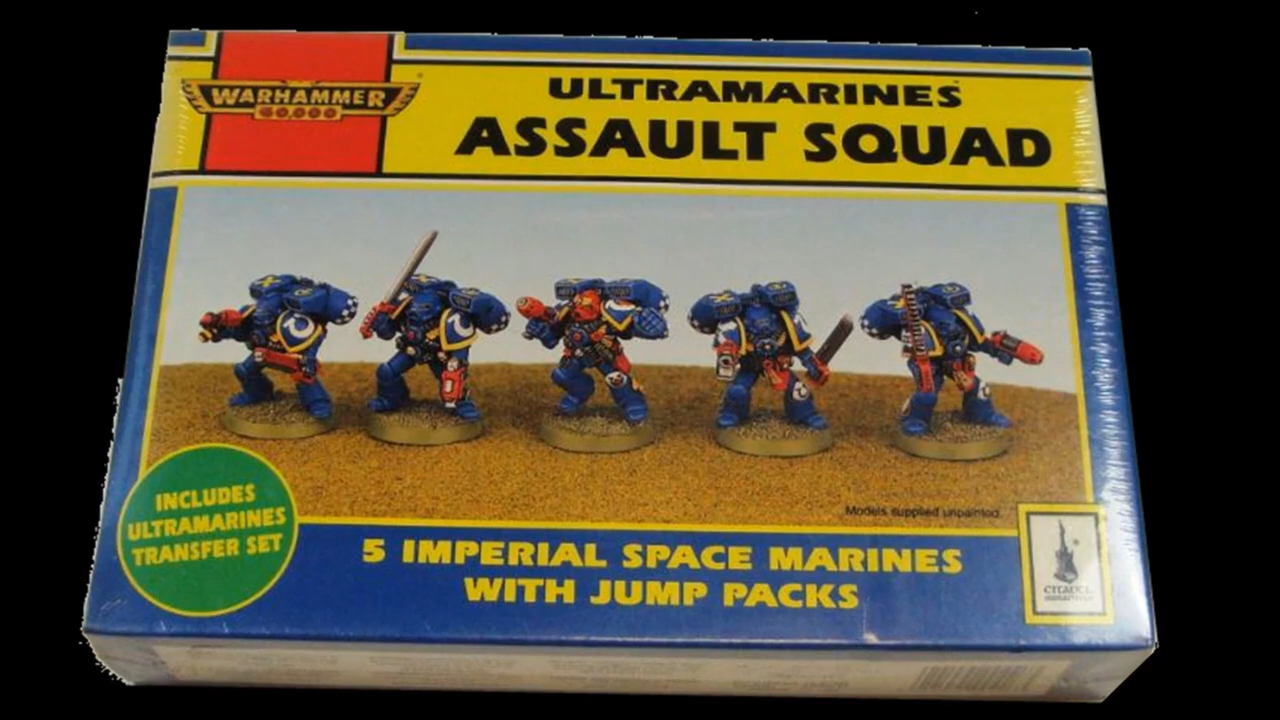 WARHAMMER
40,000
ULTRAMARINES
ASSAULT SQUAD
Models supplied unpainted.
INCLUDES
ULTRAMARINES
TRANSFER SET
5 IMPERIAL SPACE MARINES
WITH JUMP PACKS
CITADEL
MINIATURES